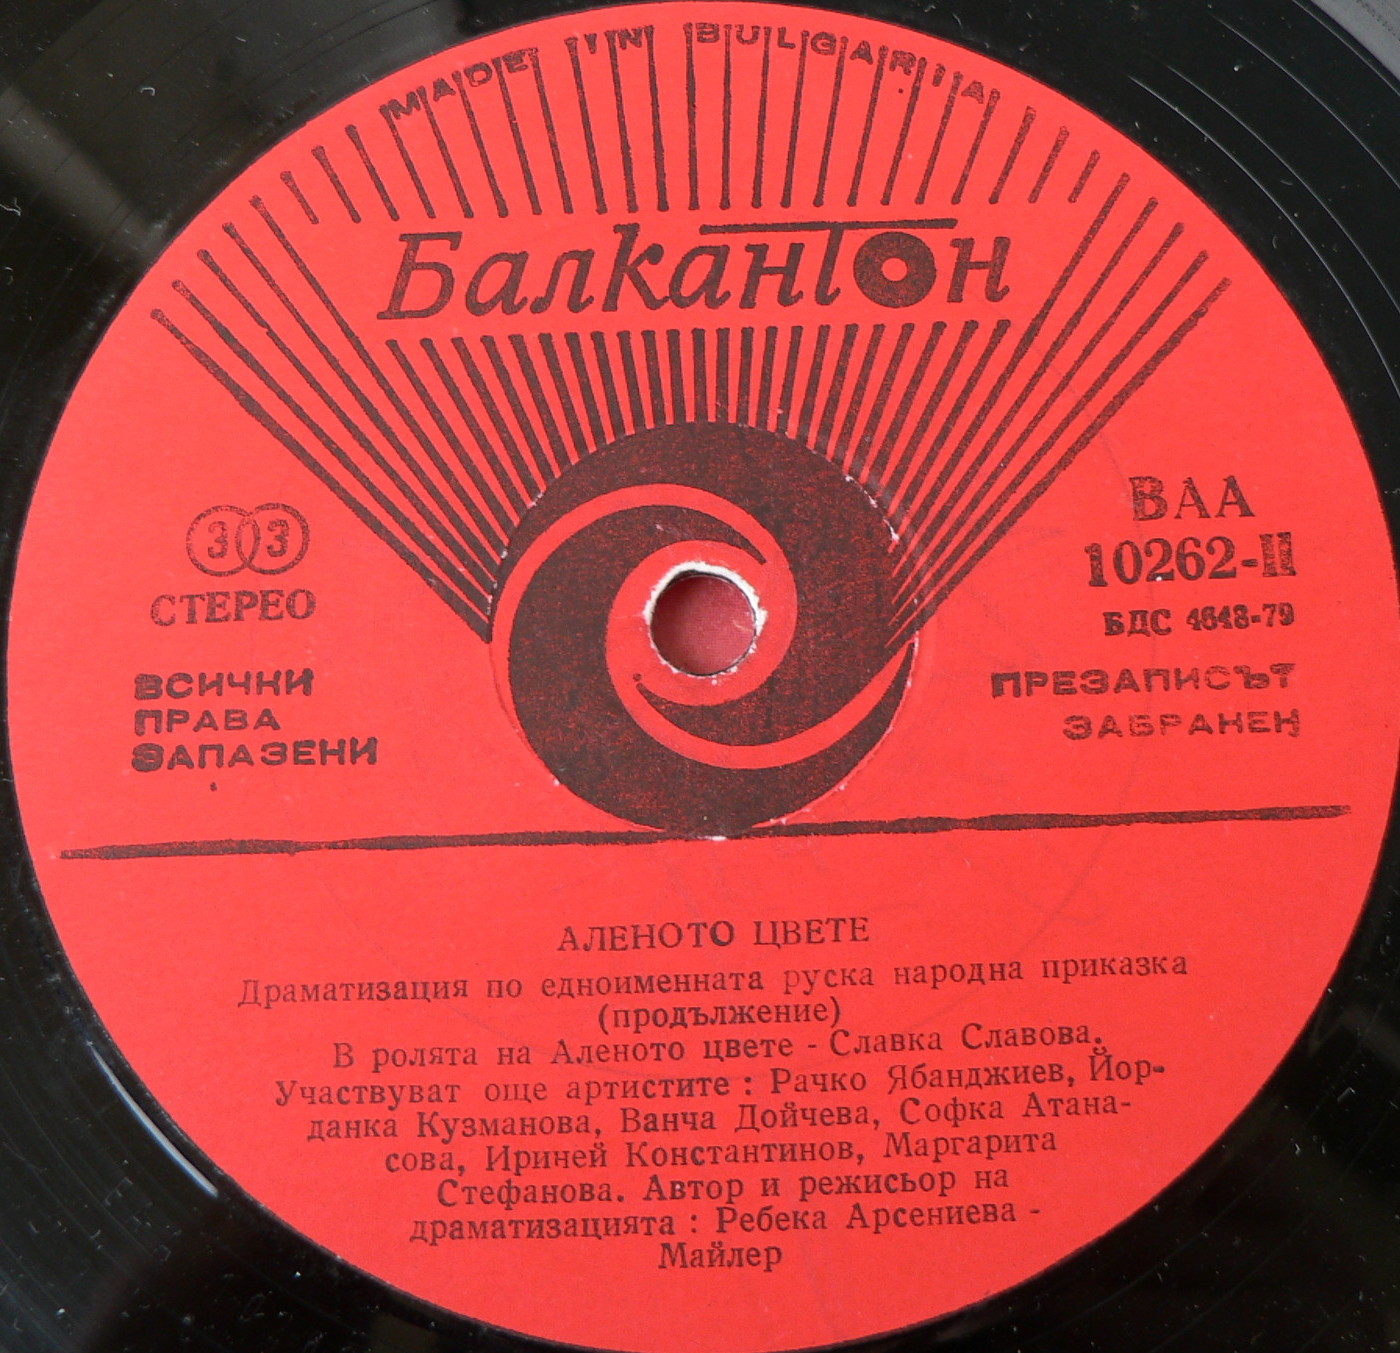 MADE IN BULGARIA
Балкантон
33
СТЕРЕО
ВСИЧКИ
ПРАВА
ЗАПАЗЕНИ
ВАА
10262-II
БДС 4643-79
ПРЕЗАПИСЪТ
ЗАБРАНЕН
АЛЕНОТО ЦВЕТЕ
Драматизация по едноименната руска народна приказка
(продължение)
В ролята на Аленото цвете - Славка Славова.
Участвуват още артистите : Рачко Ябанджиев, Йор-
данка Кузманова, Ванча Дойчева, Софка Атана-
сова, Ириней Константинов, Маргарита
Стефанова. Автор и режисьор на
драматизацията : Ребека Арсениева -
Майлер